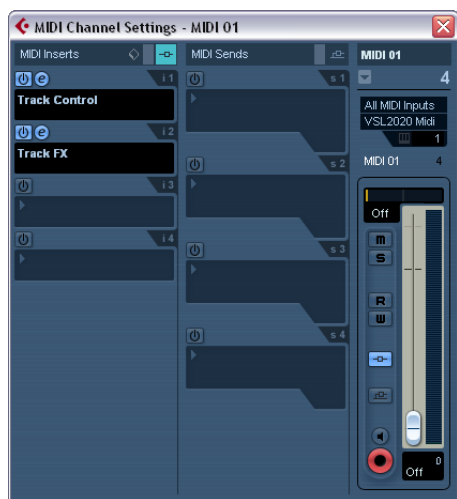 MIDI Channel Settings - MIDI 01
MIDI Inserts
MIDI Sends
MIDI 01
e
i 1
s 1
4
Track Control
All MIDI Inputs
VSL2020 Midi
e
i 2
1
Track FX
s 2
MIDI 01
4
i 3
Off
i 4
s 3
m
S
R
W
s 4
0
Off